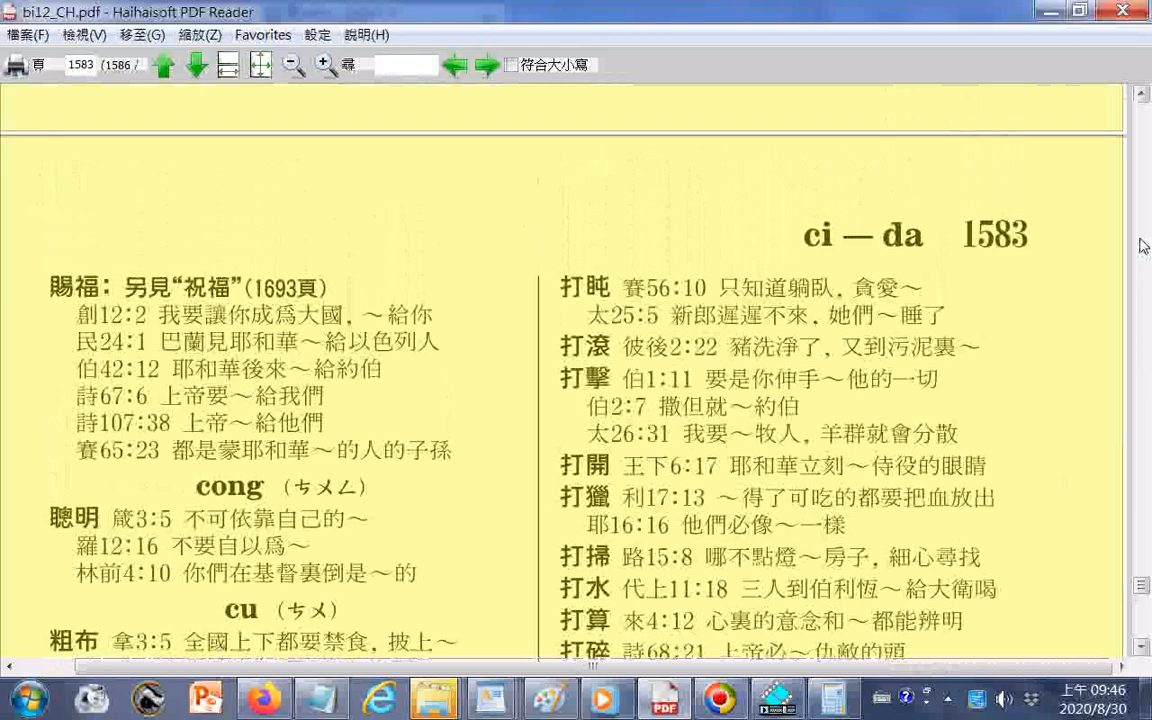 bi12_CH.pdf - Haihaisoft PDF Reader
檔案(F) 檢視(V) 移至(G) 縮放(Z) Favorites 設定 說明(H)
頁 1583 (1586 / 尋 符合大小寫
ci — da 1583
賜福：另見“祝福”(1693頁)
創12:2 我要讓你成爲大國，～給你
民24:1 巴蘭見耶和華～給以色列人
伯42:12 耶和華後來～給約伯
詩67:6 上帝要～給我們
詩107:38 上帝～給他們
賽65:23 都是蒙耶和華～的人的子孫
cong (ㄘㄨㄥ)
聰明 箴3:5 不可依靠自己的～
羅12:16 不要自以爲～
林前4:10 你們在基督裏倒是～的
cu (ㄘㄨ)
粗布 拿3:5 全國上下都要禁食，披上～
打盹 賽56:10 只知道躺臥，貪愛～
太25:5 新郎遲遲不來，她們～睡了
打滾 彼後2:22 豬洗淨了，又到污泥裏～
打擊 伯1:11 要是你伸手～他的一切
伯2:7 撒但就～約伯
太26:31 我要～牧人，羊群就會分散
打開 王下6:17 耶和華立刻～侍役的眼睛
打獵 利17:13 ～得了可吃的都要把血放出
耶16:16 他們必像～一樣
打掃 路15:8 哪不點燈～房子，細心尋找
打水 代上11:18 三人到伯利恆～給大衛喝
打算 來4:12 心裏的意念和～都能辨明
打碎 詩68:21 上帝必～仇敵的頭
上午 09:46
2020/8/30